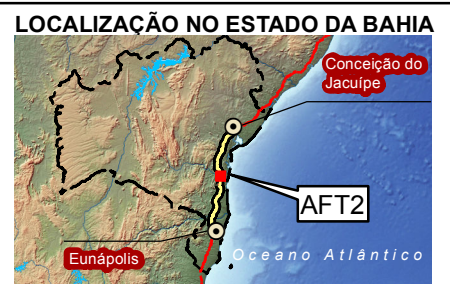 LOCALIZAÇÃO NO ESTADO DA BAHIA
Conceição do
Jacuípe
AFT2
Eunápolis
Oceano Atlântico